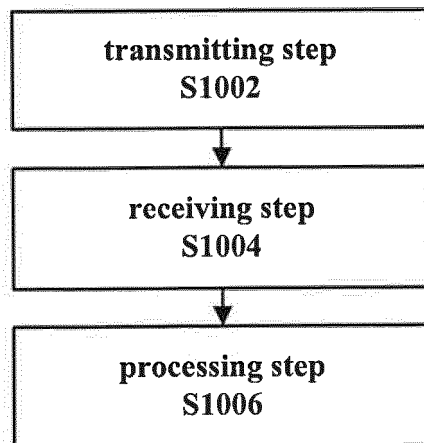 transmitting step
S1002
receiving step
S1004
processing step
S1006